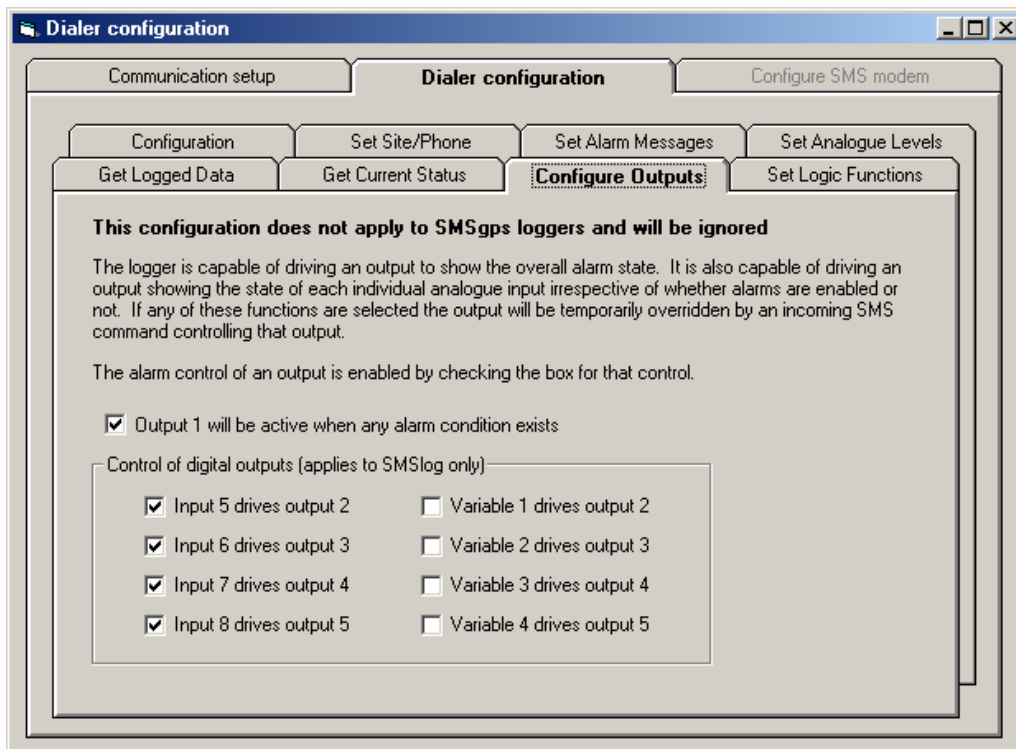 Dialer configuration
Communication setup
Dialer configuration
Configure SMS modem
Configuration
Set Site/Phone
Set Alarm Messages
Set Analogue Levels
Get Logged Data
Get Current Status
Configure Outputs
Set Logic Functions
This configuration does not apply to SMSgps loggers and will be ignored
The logger is capable of driving an output to show the overall alarm state. It is also capable of driving an
output showing the state of each individual analogue input irrespective of whether alarms are enabled or
not. If any of these functions are selected the output will be temporarily overridden by an incoming SMS
command controlling that output.
The alarm control of an output is enabled by checking the box for that control.
Output 1 will be active when any alarm condition exists
Control of digital outputs (applies to SMSlog only)
Input 5 drives output 2
Variable 1 drives output 2
Input 6 drives output 3
Variable 2 drives output 3
Input 7 drives output 4
Variable 3 drives output 4
Input 8 drives output 5
Variable 4 drives output 5